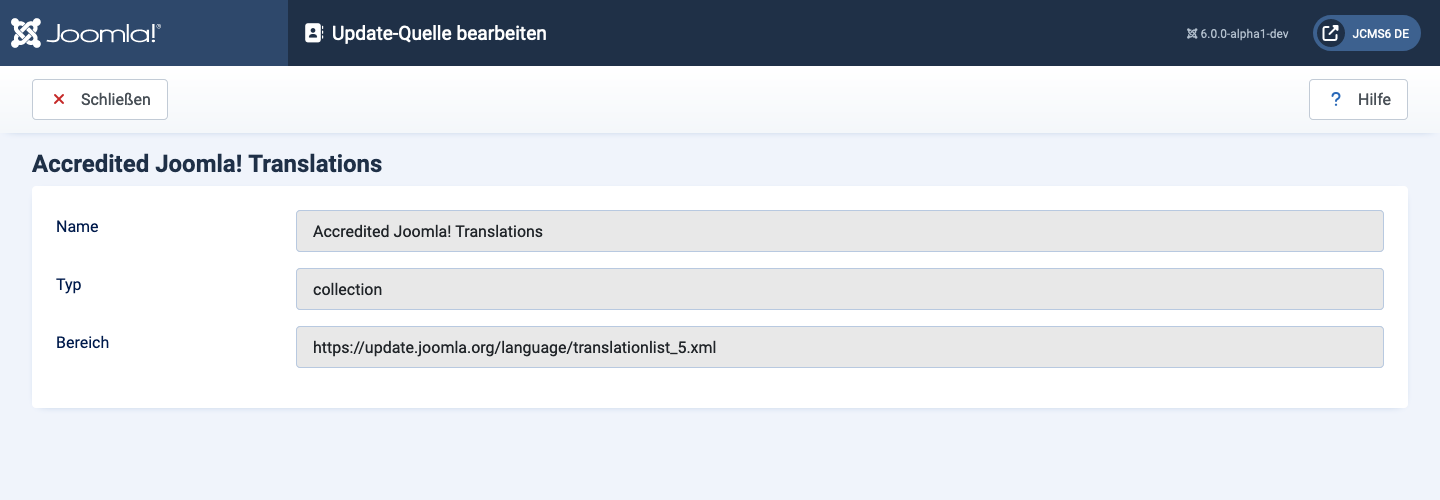 Joomla!®
Update-Quelle bearbeiten
6.0.0-alpha1-dev
JCMS6 DE
Schließen
? Hilfe
Accredited Joomla! Translations
Name
Accredited Joomla! Translations
Typ
collection
Bereich
https://update.joomla.org/language/translationlist_5.xml